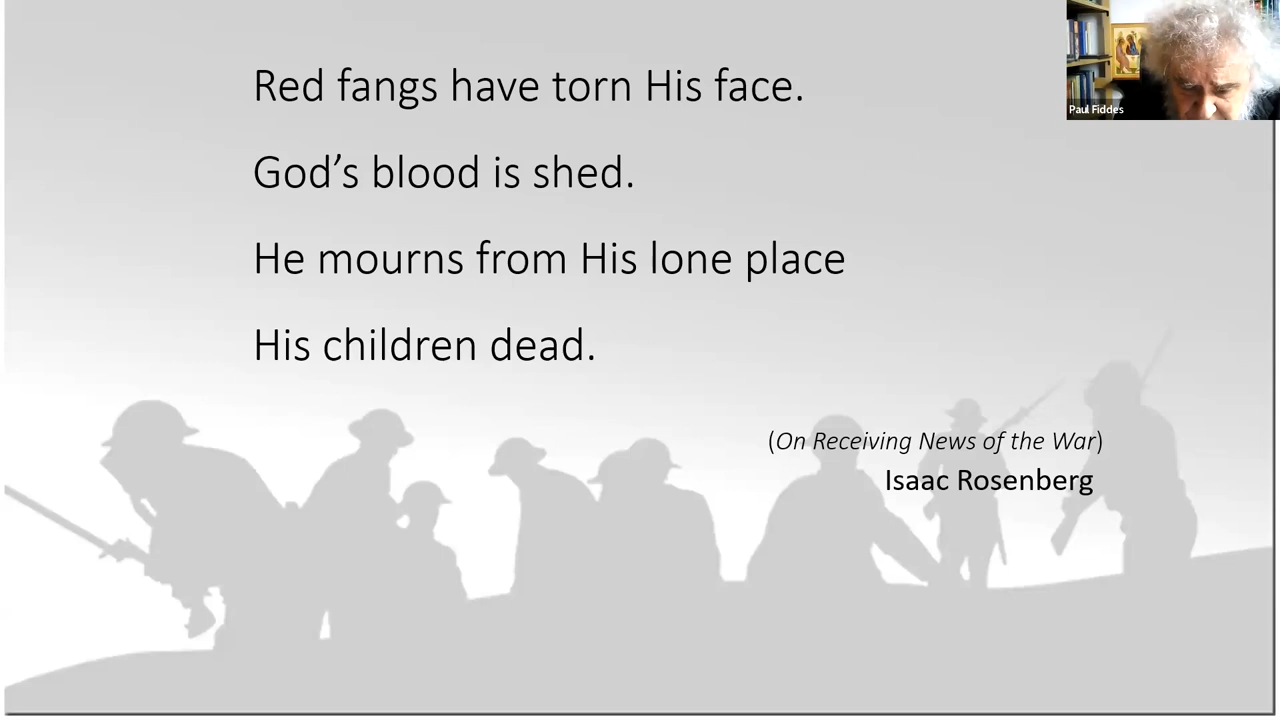 Red fangs have torn His face.
God’s blood is shed.
He mourns from His lone place
His children dead.
(On Receiving News of the War)
Isaac Rosenberg
Paul Fiddes